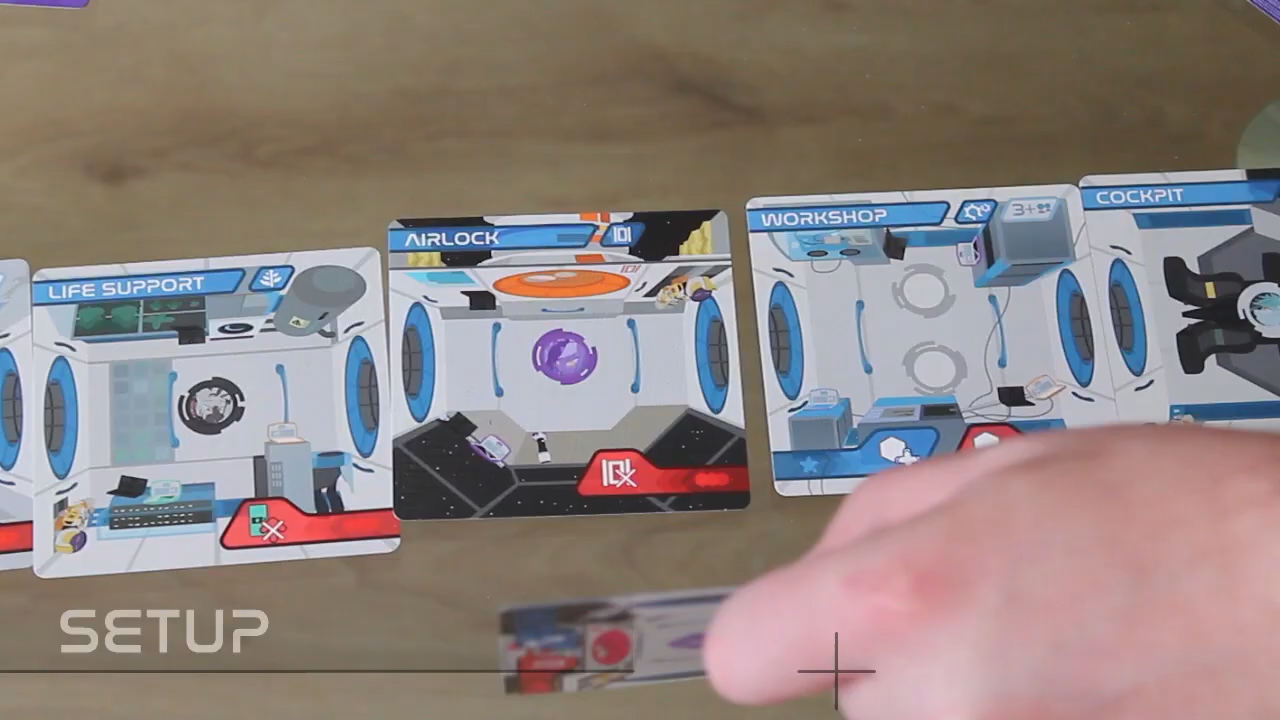 LIFE SUPPORT
AIRLOCK
WORKSHOP
3+
COCKPIT
SETUP